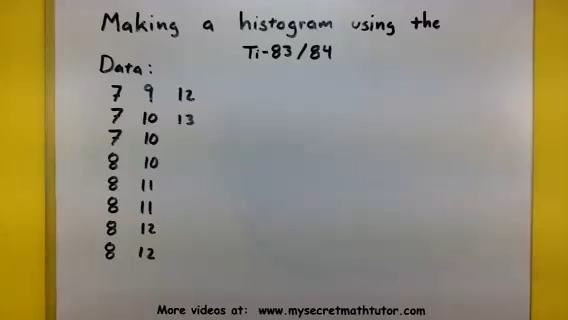 Making a histogram using the
Ti-83/84
Data:
7 9 12
7 10 13
7 10
8 10
8 11
8 11
8 12
8 12
More videos at: www.mysecretmathtutor.com